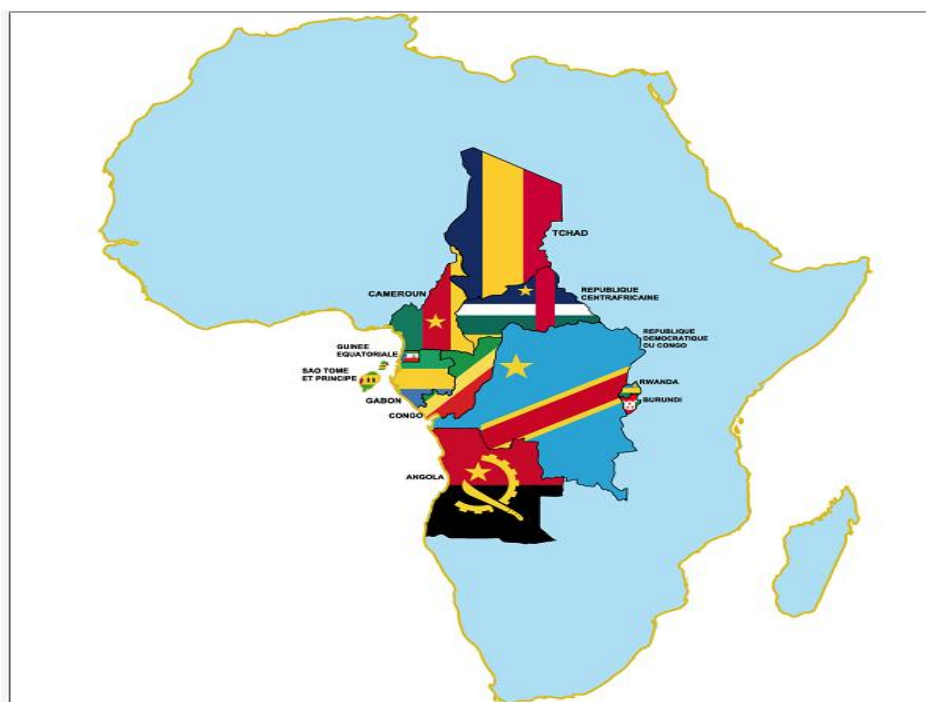 TCHAD
CAMEROUN
REPUBLIQUE
CENTRAFRICAINE
REPUBLIQUE
DEMOCRATIQUE
DU CONGO
GUINEE
EQUATORIALE
SAO TOME
ET PRINCIPE
RWANDA
GABON
BURUNDI
CONGO
ANGOLA